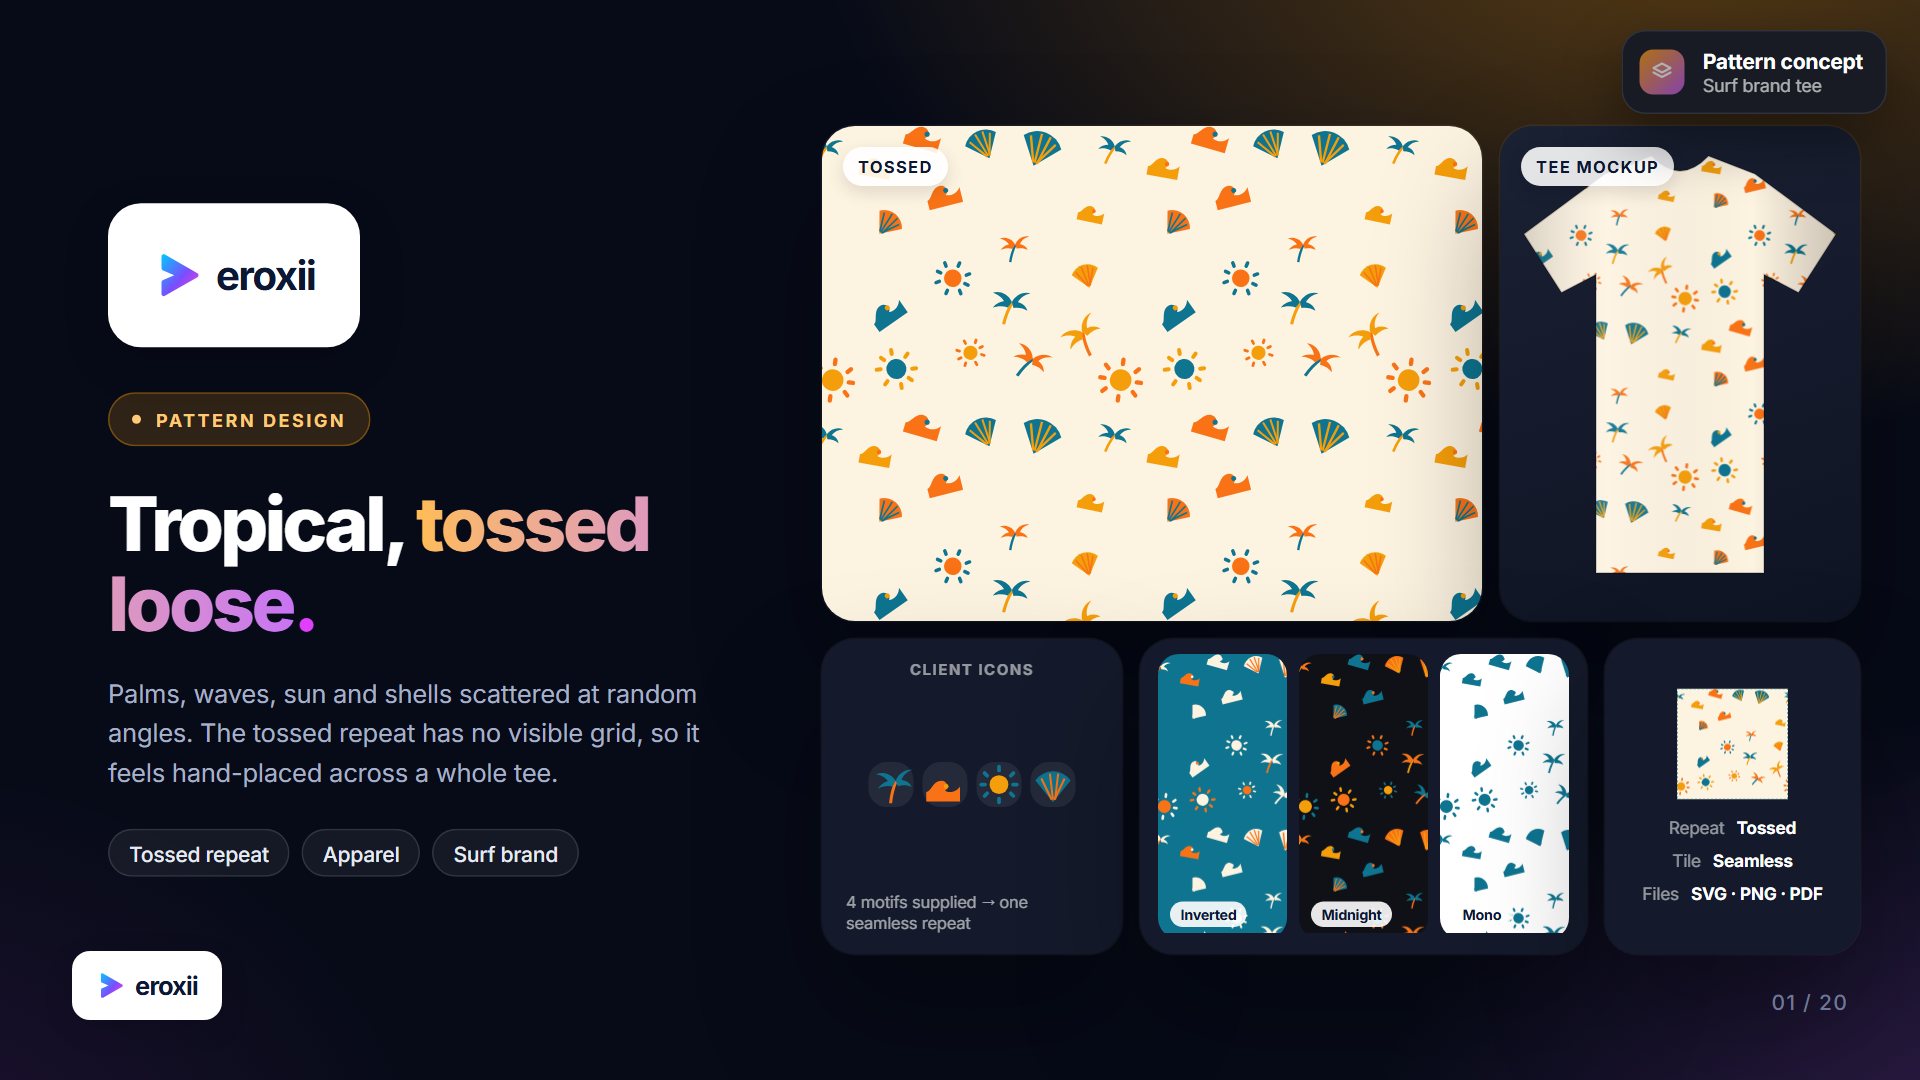 Pattern concept
Surf brand tee
eroxii
PATTERN DESIGN
Tropical, tossed
loose.
Palms, waves, sun and shells scattered at random
angles. The tossed repeat has no visible grid, so it
feels hand-placed across a whole tee.
Tossed repeat
Apparel
Surf brand
TOSSED
TEE MOCKUP
CLIENT ICONS
4 motifs supplied → one
seamless repeat
Inverted
Midnight
Mono
Repeat Tossed
Tile Seamless
Files SVG · PNG · PDF
eroxii
01 / 20